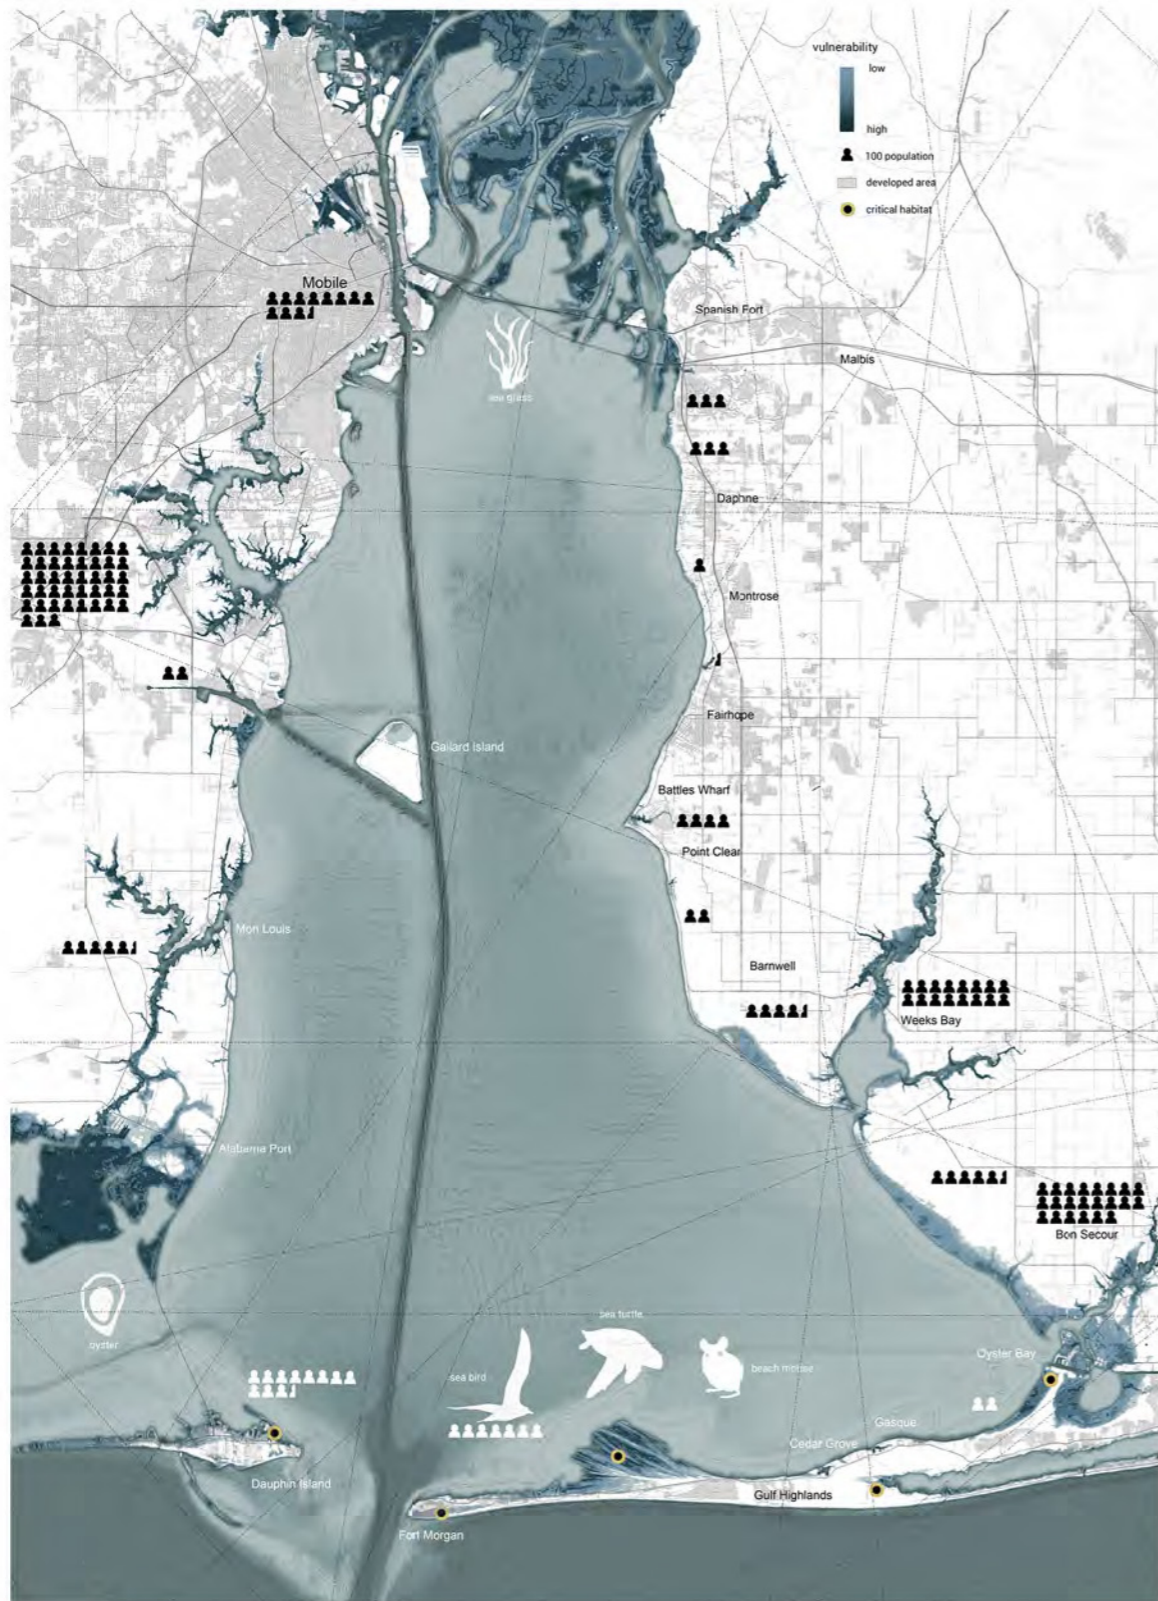 vulnerability
low
high
100 population
developed area
critical habitat
Mobile
Spanish Fort
Malbis
sea grass
Daphne
Montrose
Fairhope
Gallard Island
Battles Wharf
Point Clear
Mon Louis
Barnwell
Weeks Bay
Alabama Port
Bon Secour
oyster
sea turtle
sea bird
beach mouse
Oyster Bay
Gasque
Cedar Grove
Dauphin Island
Gulf Highlands
Fort Morgan